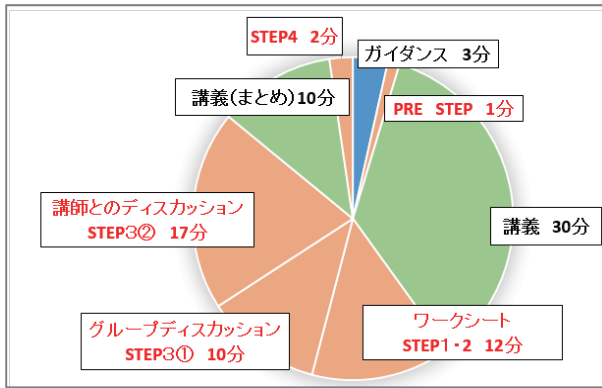 STEP4 2分
ガイダンス 3分
講義(まとめ)10分
PRE STEP 1分
講師とのディスカッション
STEP3② 17分
講義 30分
グループディスカッション
STEP3① 10分
ワークシート
STEP1・2 12分